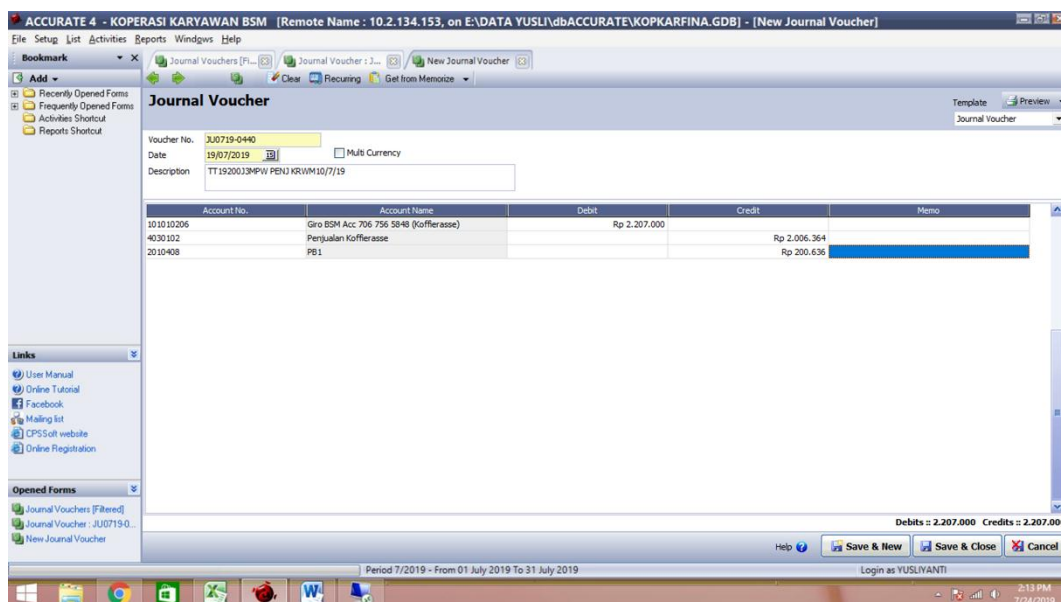 ACCURATE 4 - KOPERASI KARYAWAN BSM [Remote Name : 10.2.134.153, on E:\DATA YUSLI\dbACCURATE\KOPKARFINA.GDB] - [New Journal Voucher]
File Setup List Activities Reports Windows Help
Bookmark
Journal Vouchers [Fi... Journal Voucher : J... New Journal Voucher
Add
Clear Recurring Get from Memorize
Recently Opened Forms
Frequently Opened Forms
Activities Shortcut
Reports Shortcut
Journal Voucher
Template Preview
Journal Voucher
Voucher No. JU0719-0440
Date 19/07/2019 Multi Currency
Description TT19200J3MPW PENJ KRWM10/7/19
Account No. Account Name Debit Credit Memo
101010206 Giro BSM Acc 706 756 5848 (Koffierasse) Rp 2.207.000
4030102 Penjualan Koffierasse Rp 2.006.364
2010408 PB1 Rp 200.636
Links
User Manual
Online Tutorial
Facebook
Mailing list
CPSSoft website
Online Registration
Opened Forms
Journal Vouchers [Filtered]
Journal Voucher : JU0719-0...
New Journal Voucher
Debits :: 2.207.000 Credits :: 2.207.00
Help Save & New Save & Close Cancel
Period 7/2019 - From 01 July 2019 To 31 July 2019 Login as YUSLIYANTI
2:13 PM
7/24/2019